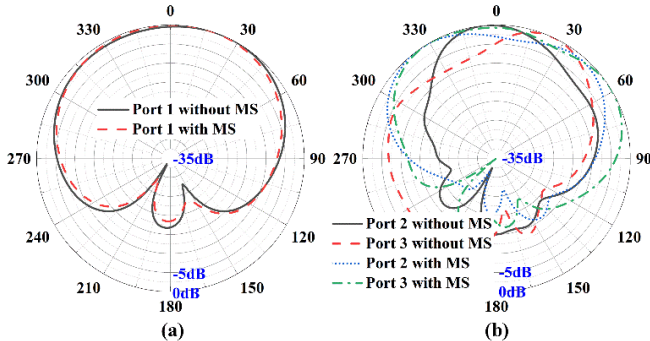 0
330
30
300
60
Port 1 without MS
Port 1 with MS
270
-35dB
90
240
120
-5dB
210
0dB
150
180
(a)
0
330
30
300
60
270
-35dB
90
Port 2 without MS
Port 3 without MS
Port 2 with MS
Port 3 with MS
120
-5dB
0dB
150
180
(b)